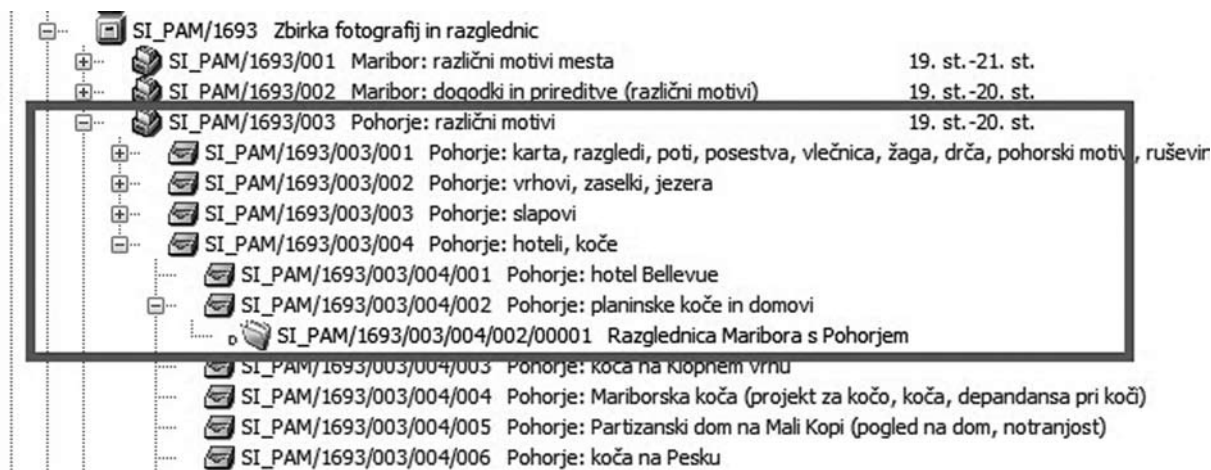 SI_PAM/1693 Zbirka fotografij in razglednic
SI_PAM/1693/001 Maribor: različni motivi mesta 19. st.-21. st.
SI_PAM/1693/002 Maribor: dogodki in prireditve (različni motivi) 19. st.-20. st.
SI_PAM/1693/003 Pohorje: različni motivi 19. st.-20. st.
SI_PAM/1693/003/001 Pohorje: karta, razgledi, poti, posestva, vlečnica, žaga, drča, pohorski motivi, ruševin
SI_PAM/1693/003/002 Pohorje: vrhovi, zaselki, jezera
SI_PAM/1693/003/003 Pohorje: slapovi
SI_PAM/1693/003/004 Pohorje: hoteli, koče
SI_PAM/1693/003/004/001 Pohorje: hotel Bellevue
SI_PAM/1693/003/004/002 Pohorje: planinske koče in domovi
D SI_PAM/1693/003/004/002/00001 Razglednica Maribora s Pohorjem
SI_PAM/1693/003/004/003 Pohorje: koča na Klopnem vrhu
SI_PAM/1693/003/004/004 Pohorje: Mariborska koča (projekt za kočo, koča, depandansa pri koči)
SI_PAM/1693/003/004/005 Pohorje: Partizanski dom na Mali Kopi (pogled na dom, notranjost)
SI_PAM/1693/003/004/006 Pohorje: koča na Pesku